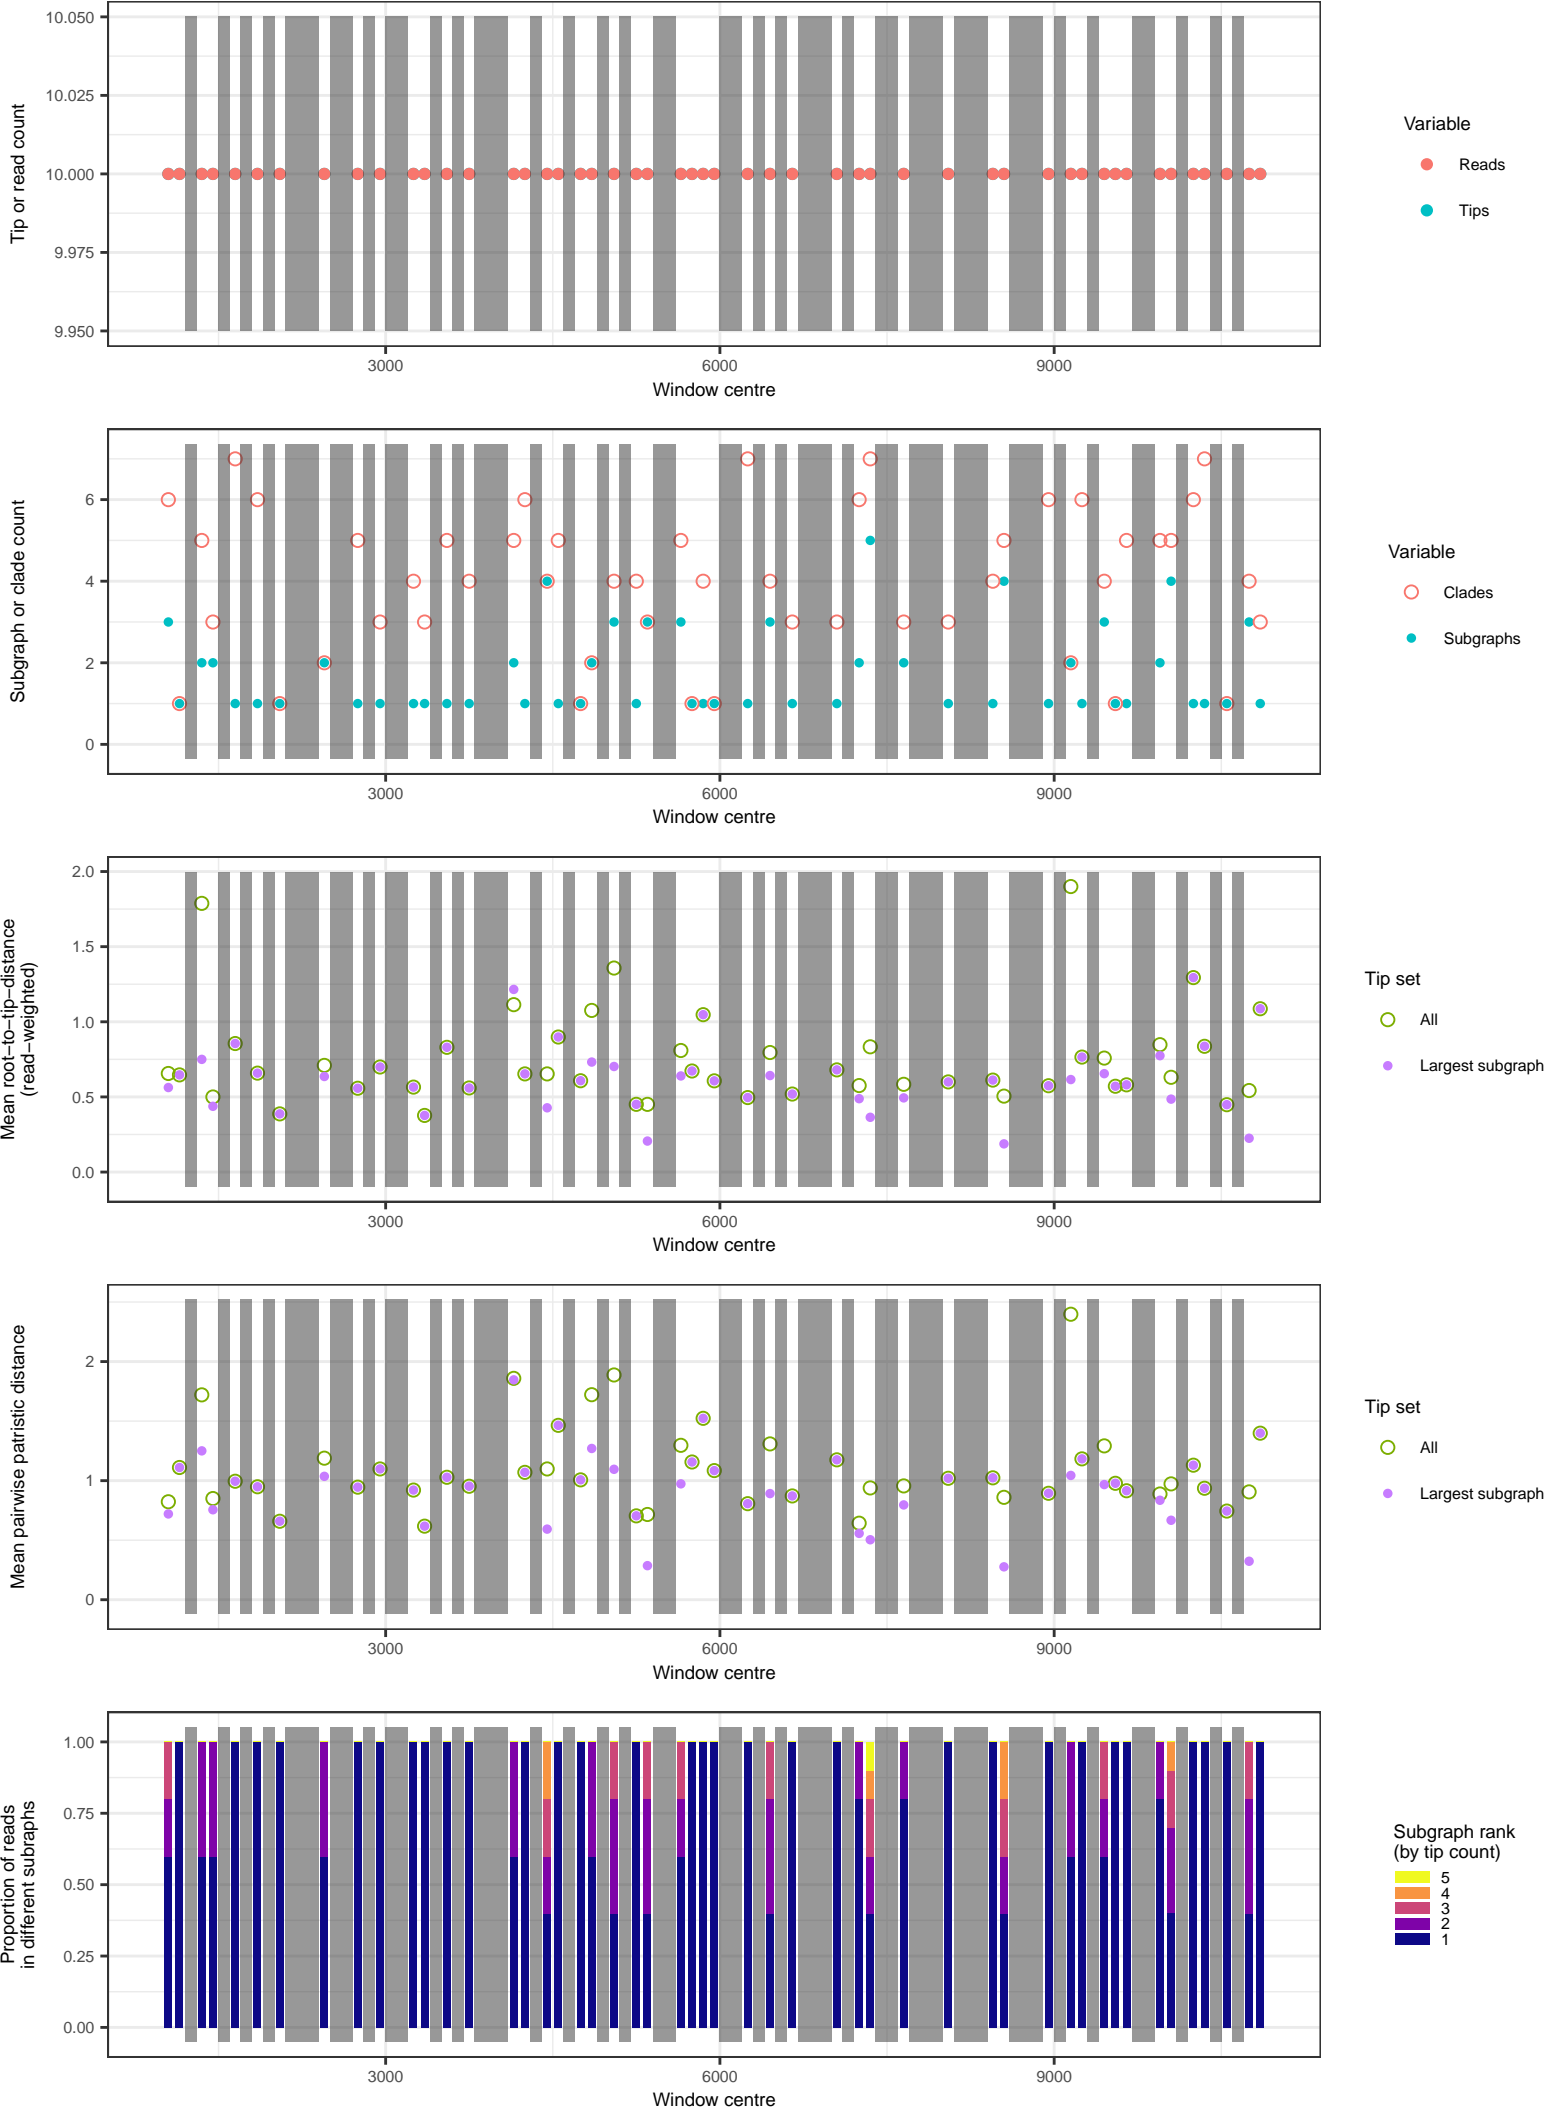 10.050
10.025
10.000
9.975
9.950
Tip or read count
3000 6000 9000
Window centre
Variable
Reads
Tips
6
4
2
0
Subgraph or clade count
3000 6000 9000
Window centre
Variable
Clades
Subgraphs
2.0
1.5
1.0
0.5
0.0
Mean root−to−tip−distance
(read−weighted)
3000 6000 9000
Window centre
Tip set
All
Largest subgraph
2
1
0
Mean pairwise patristic distance
3000 6000 9000
Window centre
Tip set
All
Largest subgraph
1.00
0.75
0.50
0.25
0.00
Proportion of reads
in different subraphs
3000 6000 9000
Window centre
Subgraph rank
(by tip count)
5
4
3
2
1